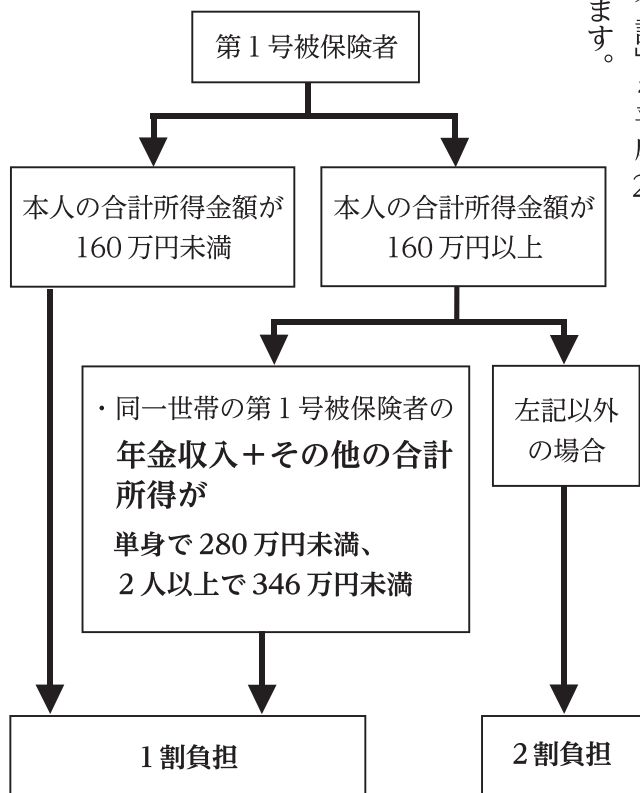 ます。
第1号被保険者
本人の合計所得金額が
160万円未満
本人の合計所得金額が
160万円以上
・同一世帯の第1号被保険者の
年金収入＋その他の合計
所得が
単身で280万円未満、
2人以上で346万円未満
左記以外
の場合
1割負担
2割負担